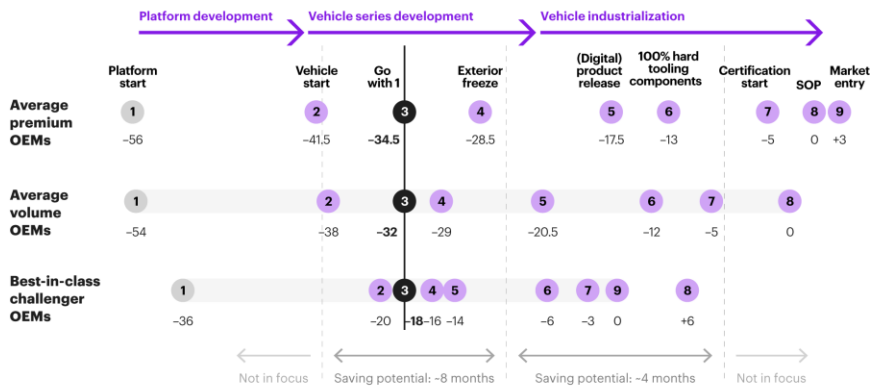 Platform development
Vehicle series development
Vehicle industrialization
Platform start
Vehicle start
Go with 1
Exterior freeze
(Digital) product release
100% hard tooling components
Certification start
SOP
Market entry
Average premium OEMs
1 2 3 4 5 6 7 8 9
–56 –41.5 –34.5 –28.5 –17.5 –13 –5 0 +3
Average volume OEMs
1 2 3 4 5 6 7 8
–54 –38 –32 –29 –20.5 –12 –5 0
Best-in-class challenger OEMs
1 2 3 4 5 6 7 9 8
–36 –20 –18 –16 –14 –6 –3 0 +6
Not in focus
Saving potential: ~8 months
Saving potential: ~4 months
Not in focus